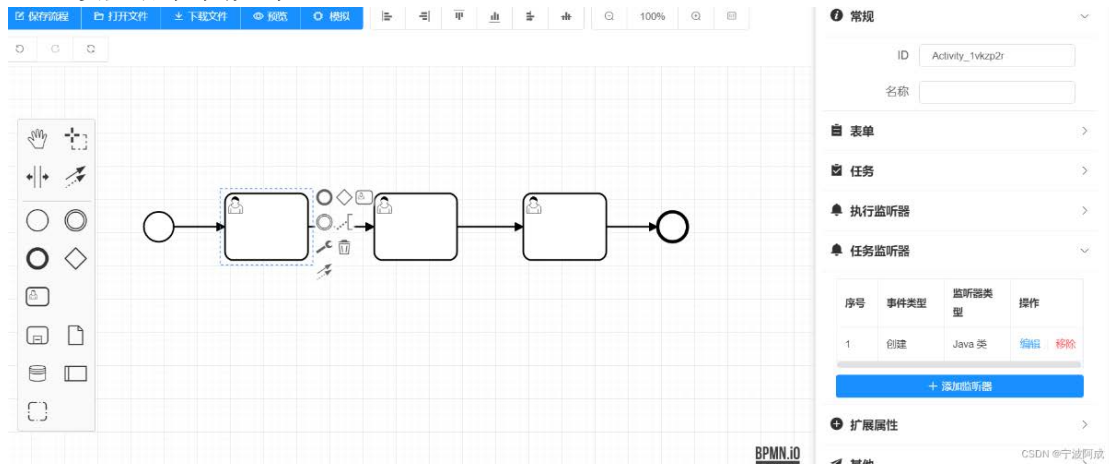 保存流程 打开文件 下载文件 预览 模拟 100%
常规
ID Activity_1vkzp2r
名称
表单
任务
执行监听器
任务监听器
序号 事件类型 监听器类型 操作
1 创建 Java 类 编辑 移除
+ 添加监听器
扩展属性
其他
BPMN.iO
CSDN @宁波阿成